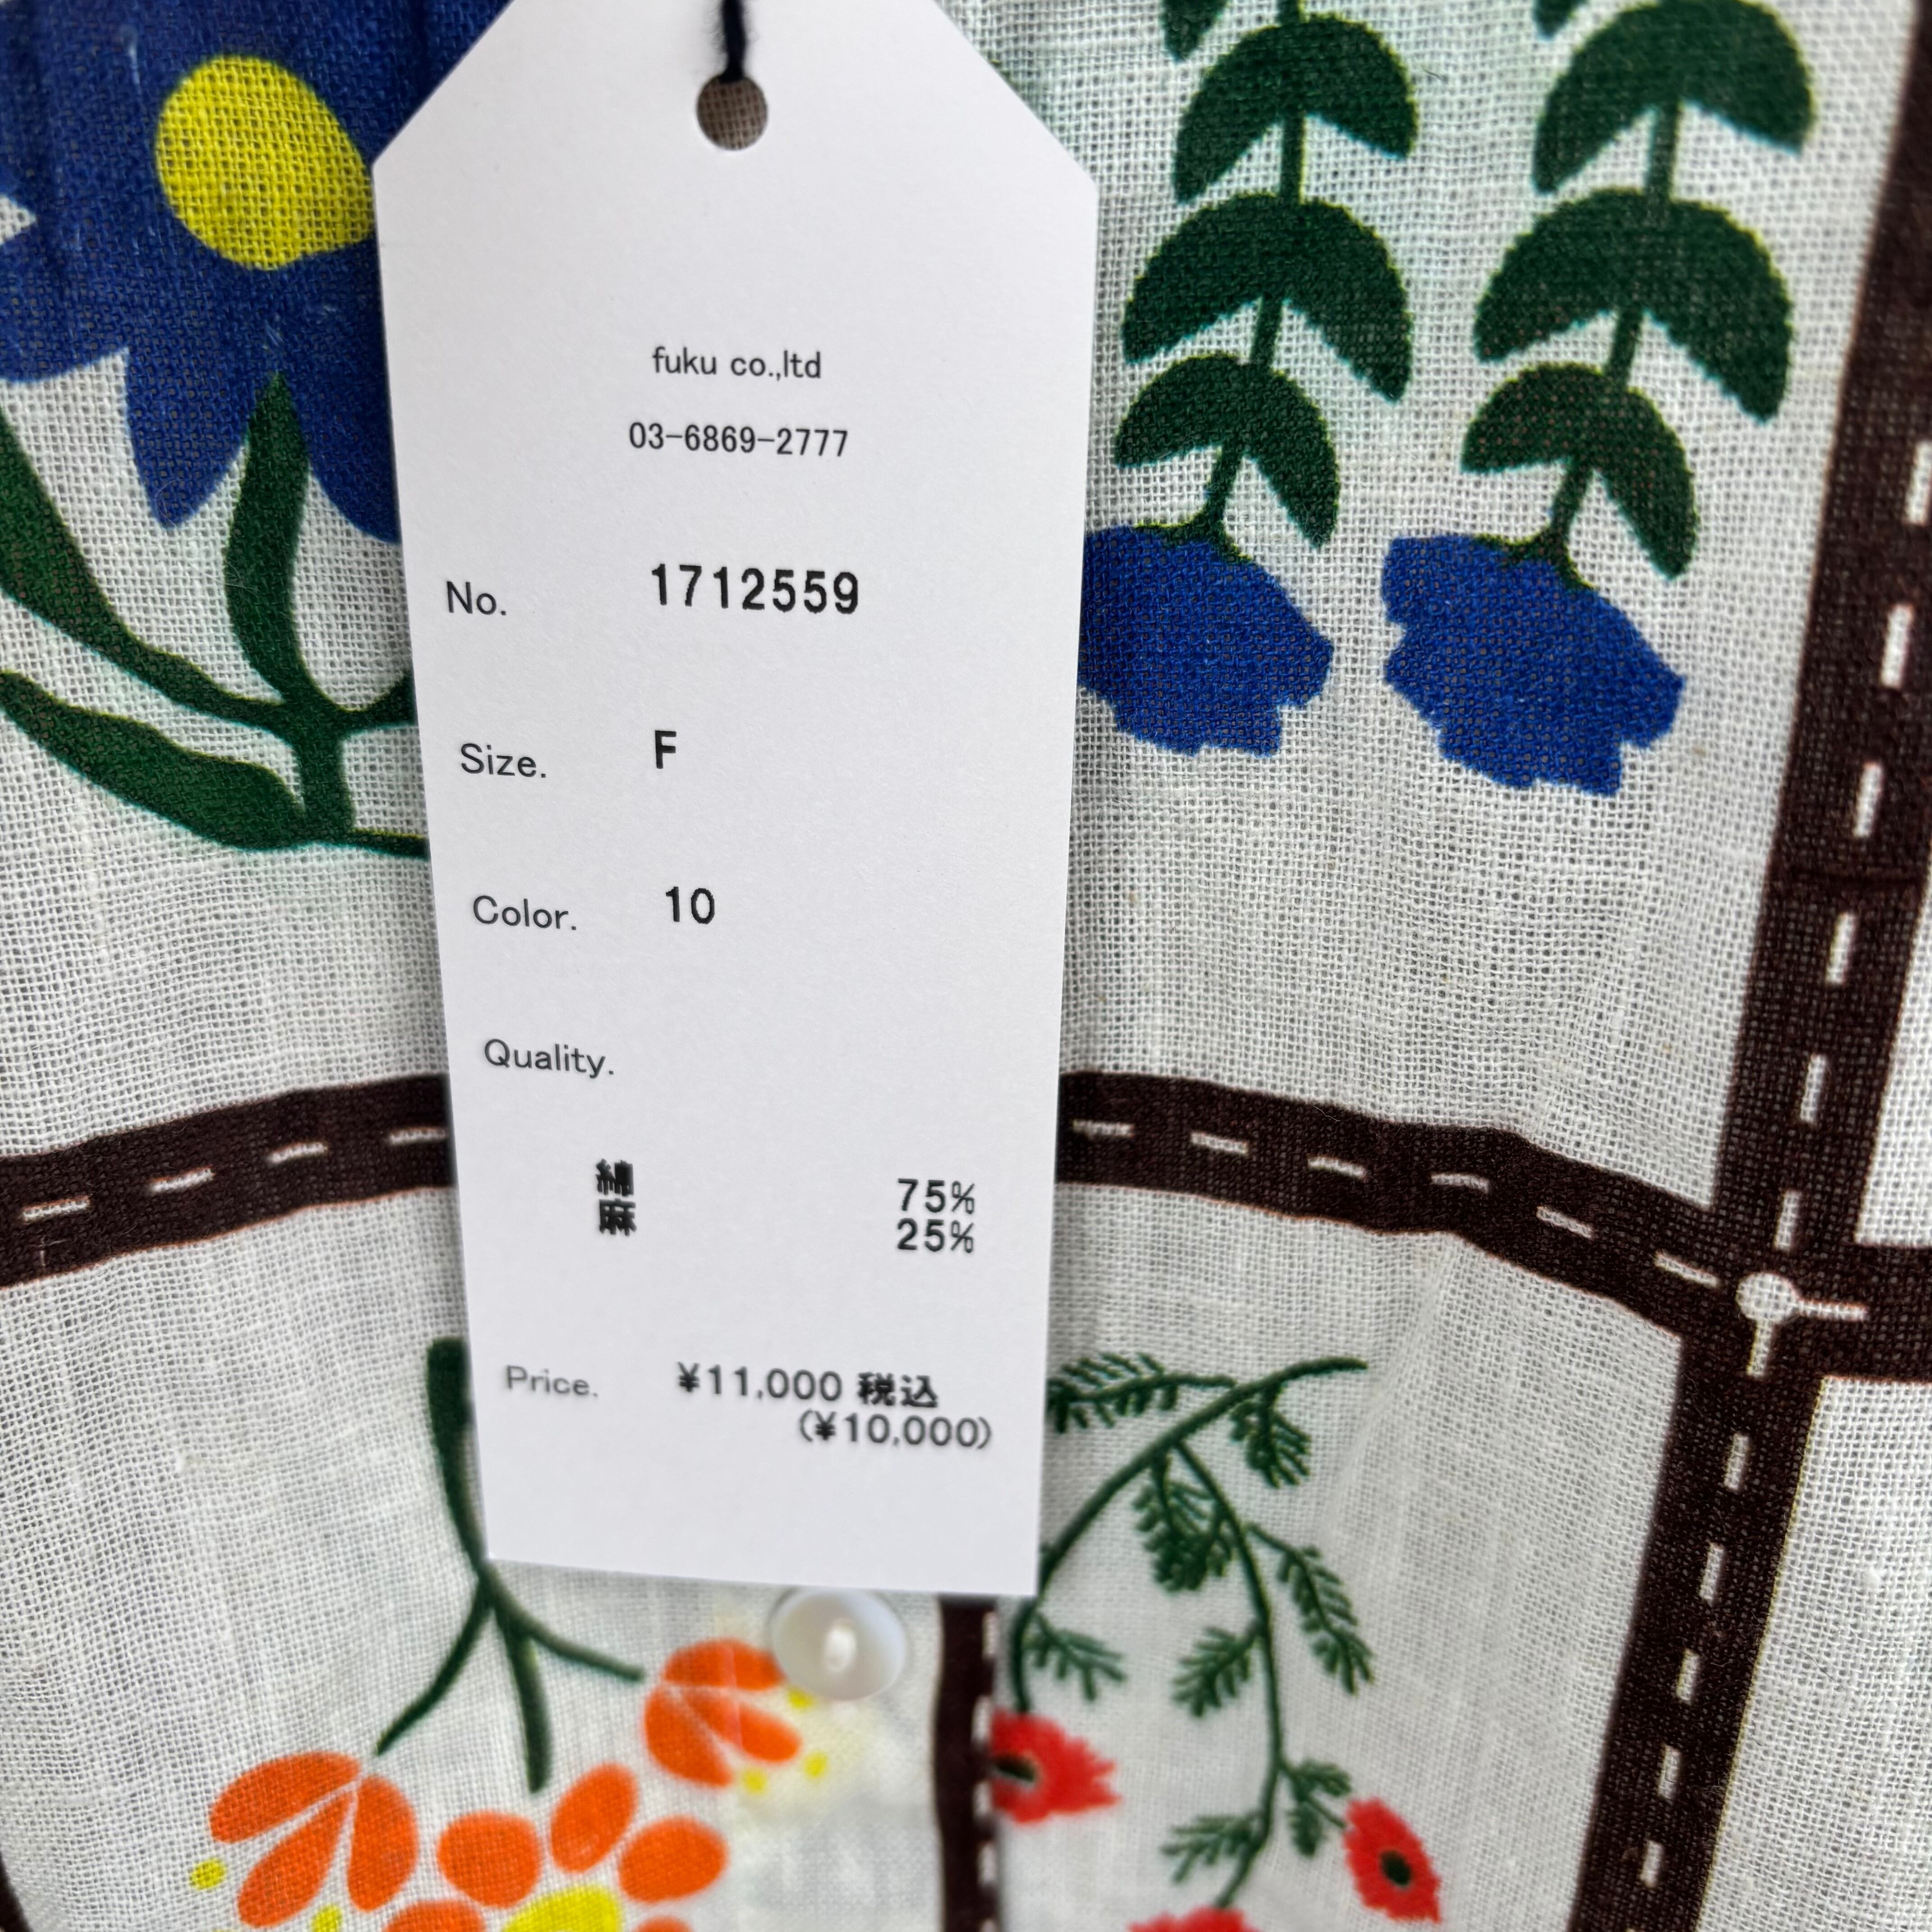 fuku co.,ltd
03-6869-2777
No. 1712559
Size. F
Color. 10
Quality.
綿 75%
麻 25%
Price. ¥11,000 税込
(¥10,000)